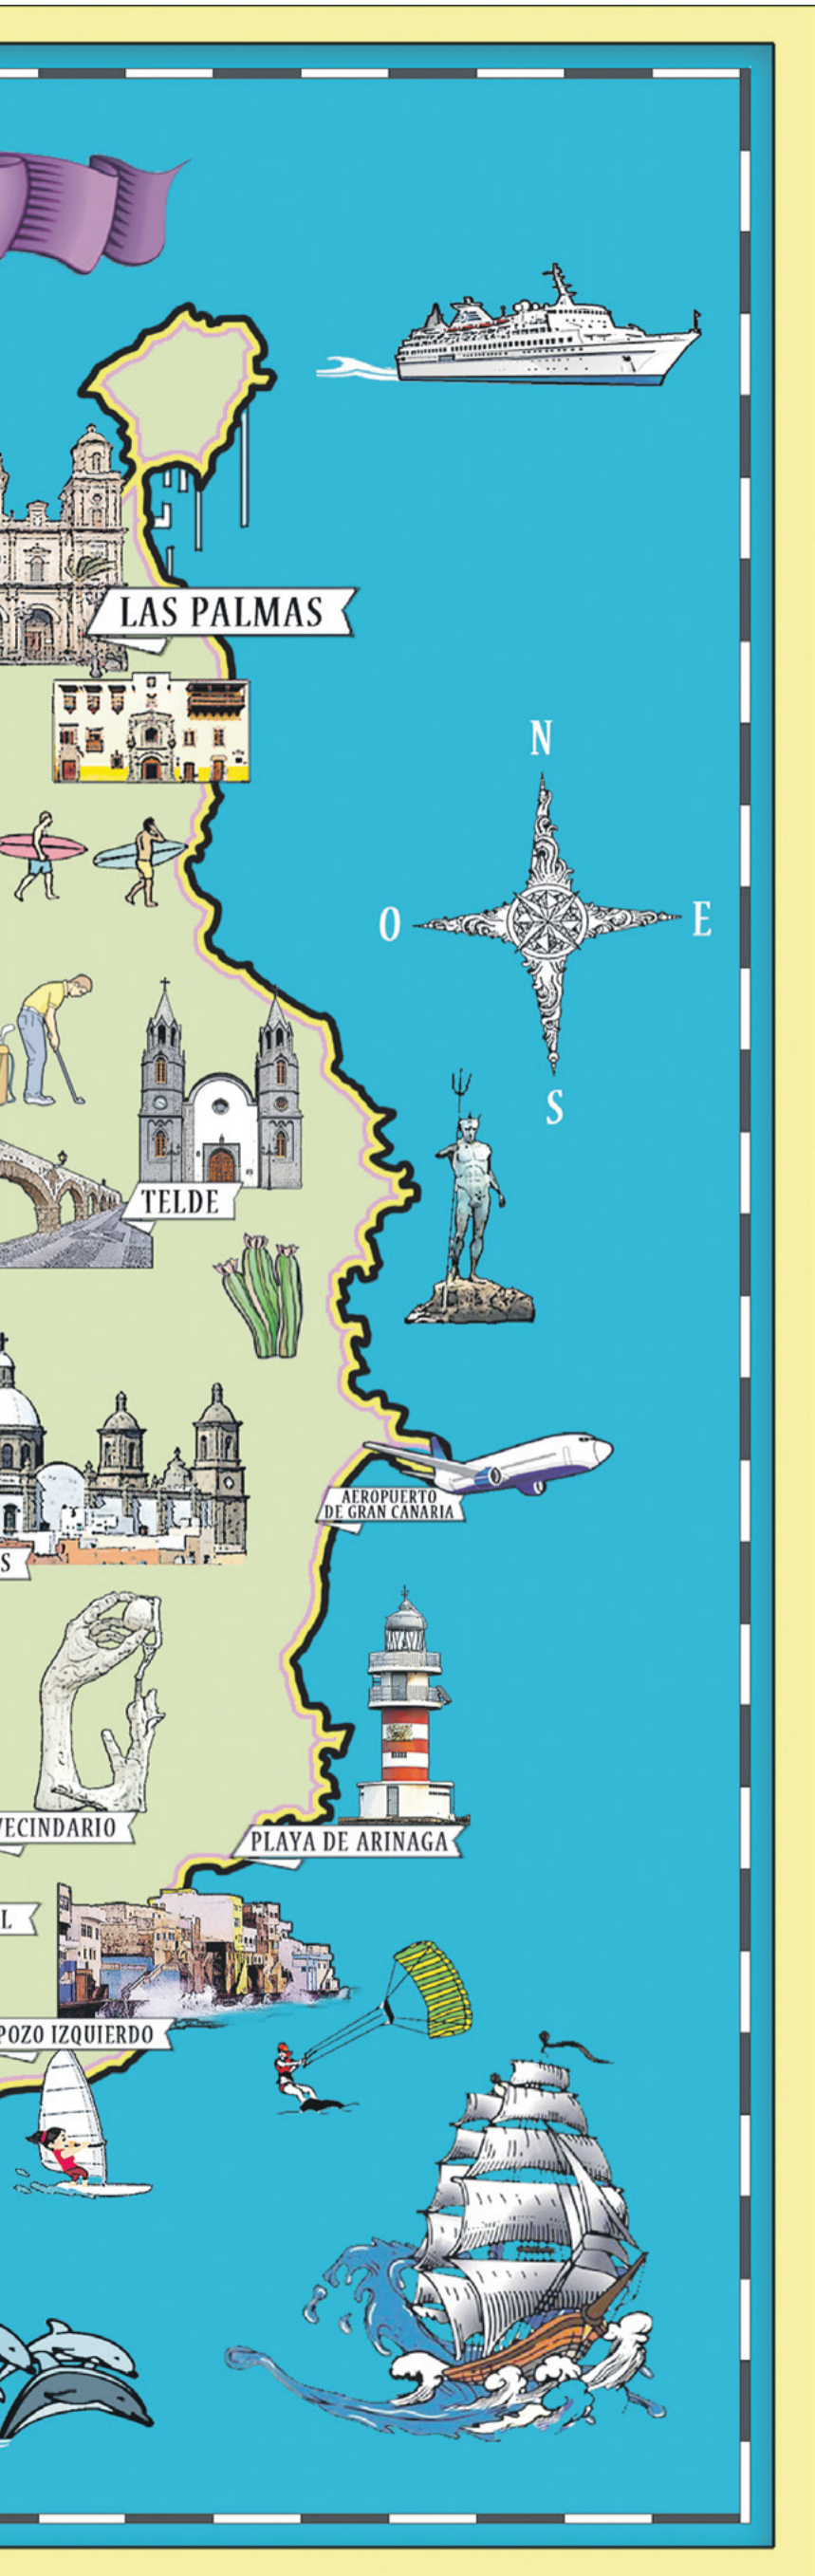 LAS PALMAS
N
O
E
S
TELDE
AEROPUERTO
DE GRAN CANARIA
S
VECINDARIO
PLAYA DE ARINAGA
L
POZO IZQUIERDO